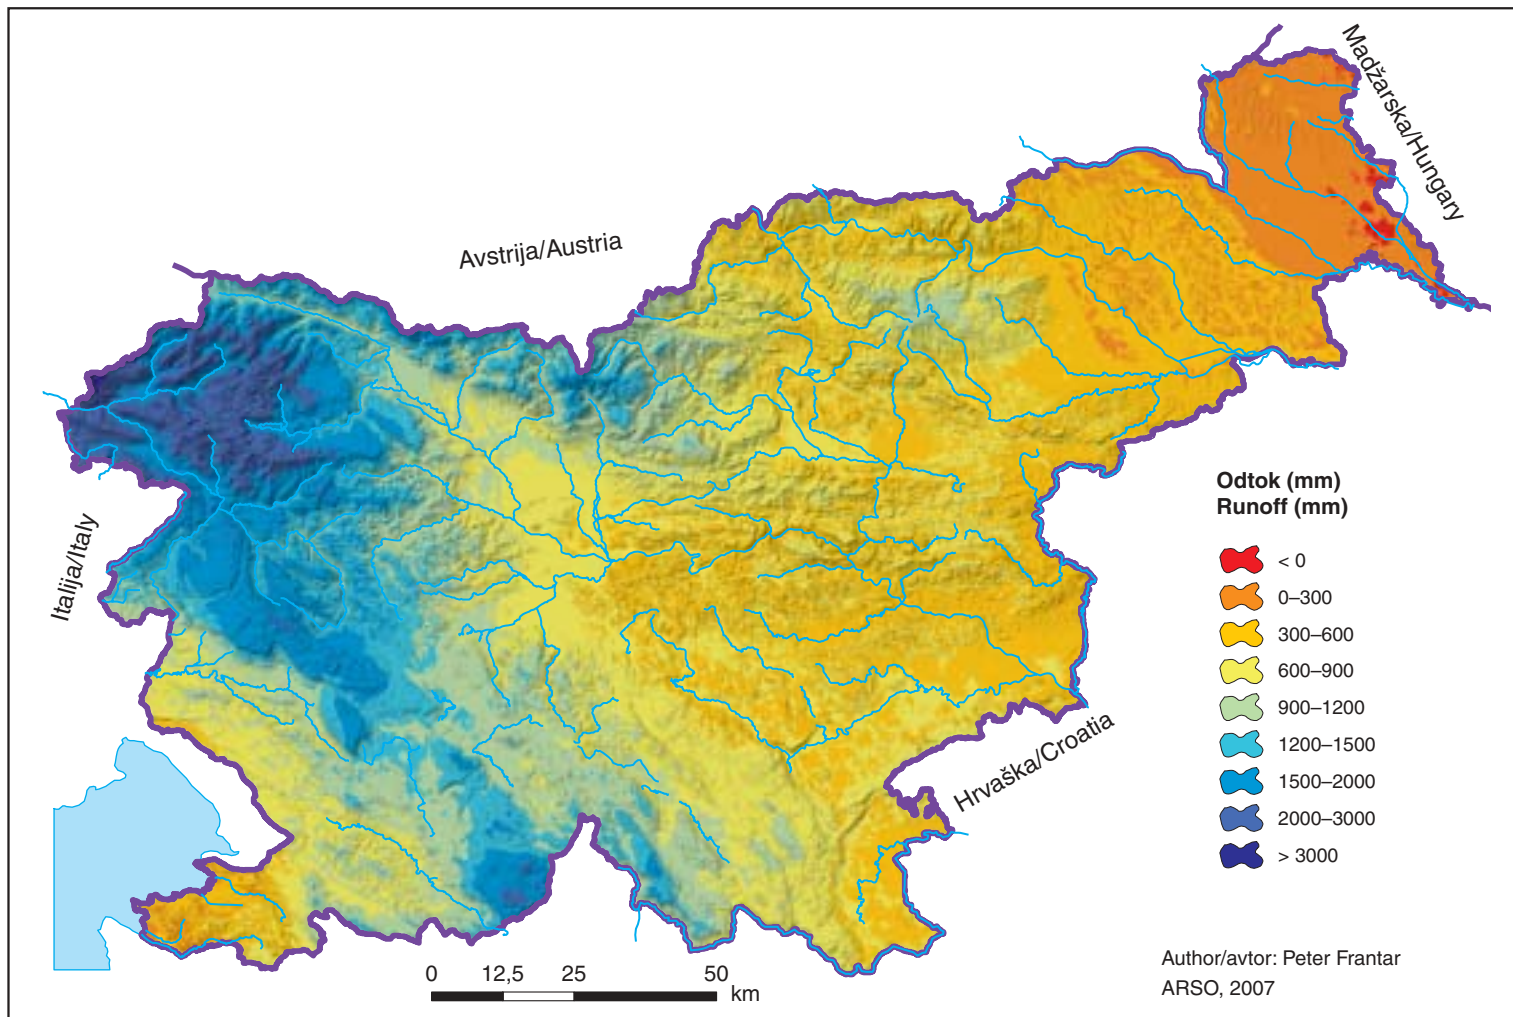 Madžarska/Hungary
Avstrija/Austria
Italija/Italy
Hrvaška/Croatia
Odtok (mm)
Runoff (mm)
< 0
0–300
300–600
600–900
900–1200
1200–1500
1500–2000
2000–3000
> 3000
0 12,5 25 50
km
Author/avtor: Peter Frantar
ARSO, 2007